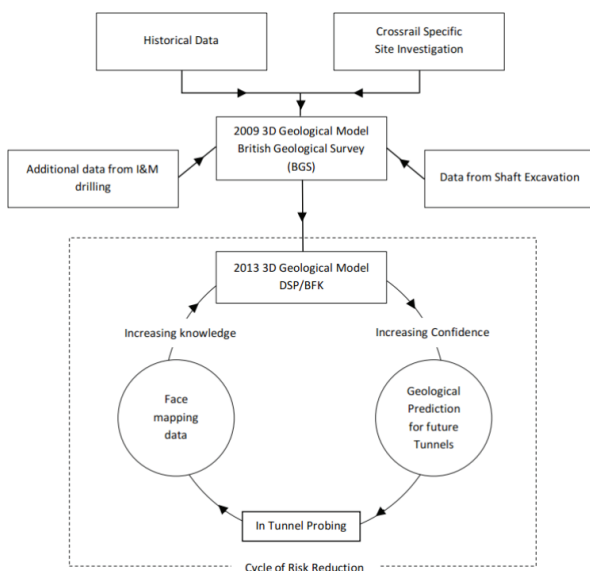 Historical Data
Crossrail Specific
Site Investigation
2009 3D Geological Model
British Geological Survey
(BGS)
Additional data from I&M
drilling
Data from Shaft Excavation
2013 3D Geological Model
DSP/BFK
Increasing knowledge
Increasing Confidence
Face
mapping
data
Geological
Prediction
for future
Tunnels
In Tunnel Probing
Cycle of Risk Reduction